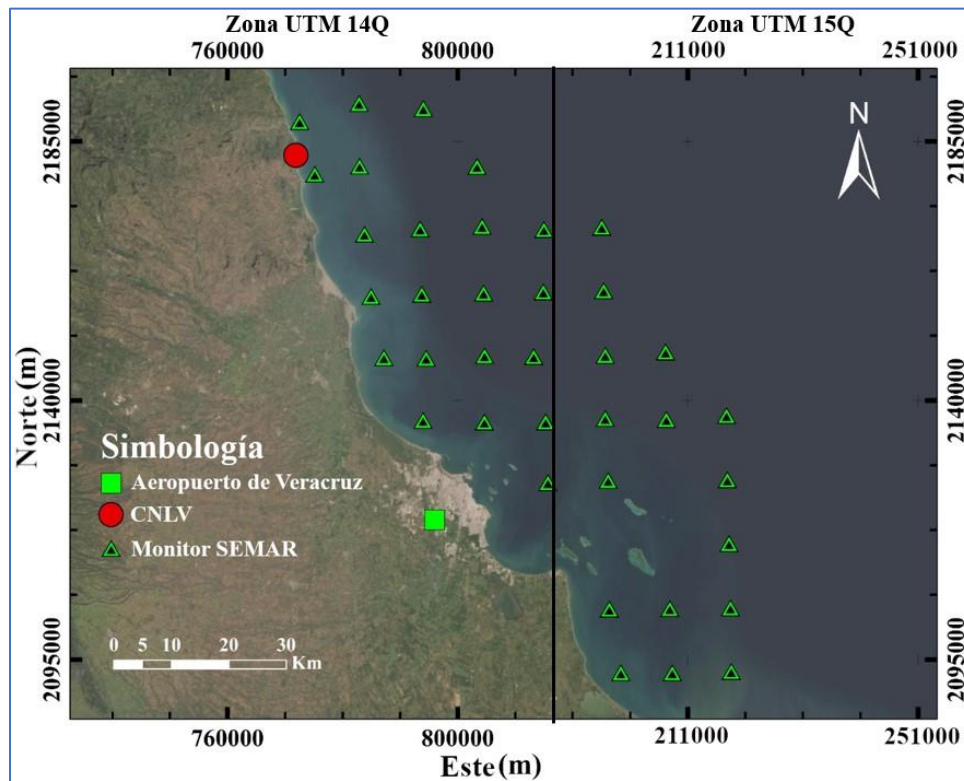 Zona UTM 14Q Zona UTM 15Q
760000 800000 211000 251000
N
2185000 2185000
Norte (m)
2140000 2140000
Simbología
Aeropuerto de Veracruz
CNLV
Monitor SEMAR
0 5 10 20 30
Km
2095000 2095000
760000 800000 211000 251000
Este (m)